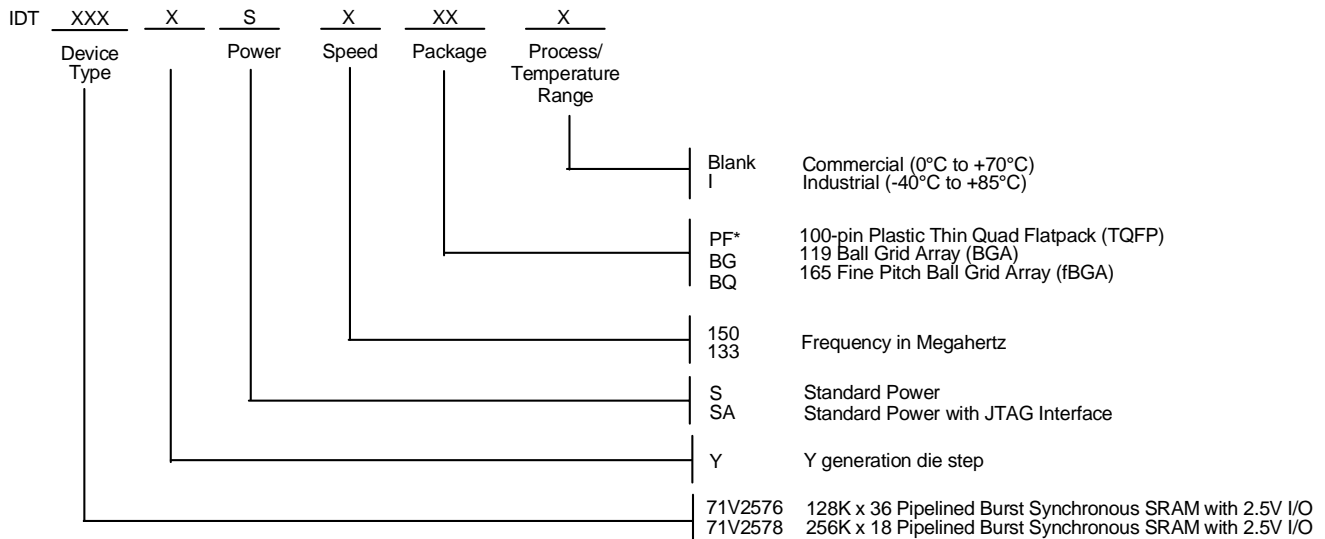 IDT XXX X S X XX X
Device Type Power Speed Package Process/ Temperature Range
Blank Commercial (0°C to +70°C)
I Industrial (-40°C to +85°C)
PF* 100-pin Plastic Thin Quad Flatpack (TQFP)
BG 119 Ball Grid Array (BGA)
BQ 165 Fine Pitch Ball Grid Array (fBGA)
150
133 Frequency in Megahertz
S Standard Power
SA Standard Power with JTAG Interface
Y Y generation die step
71V2576 128K x 36 Pipelined Burst Synchronous SRAM with 2.5V I/O
71V2578 256K x 18 Pipelined Burst Synchronous SRAM with 2.5V I/O